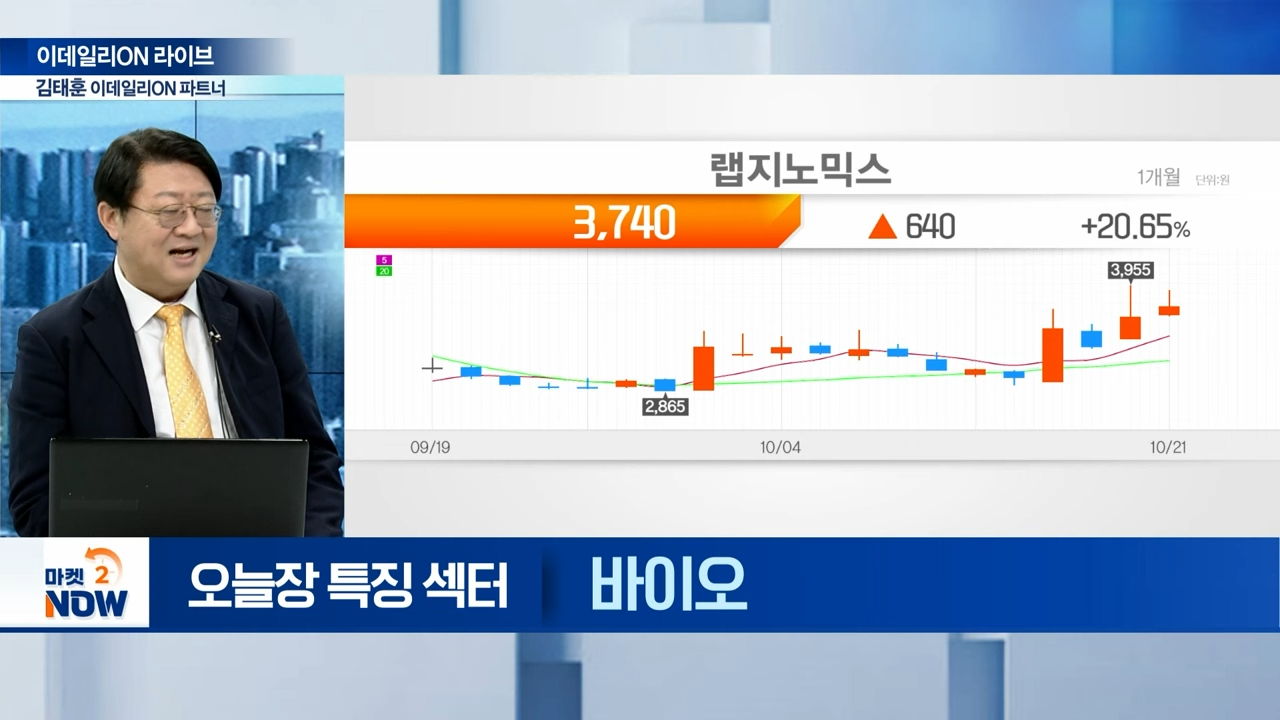 이데일리ON 라이브
김태훈 이데일리ON 파트너
랩지노믹스
1개월 단위:원
3,740 ▲ 640 +20.65%
5
20
3,955
2,865
09/19 10/04 10/21
마켓 2
NOW
오늘장 특징 섹터 바이오